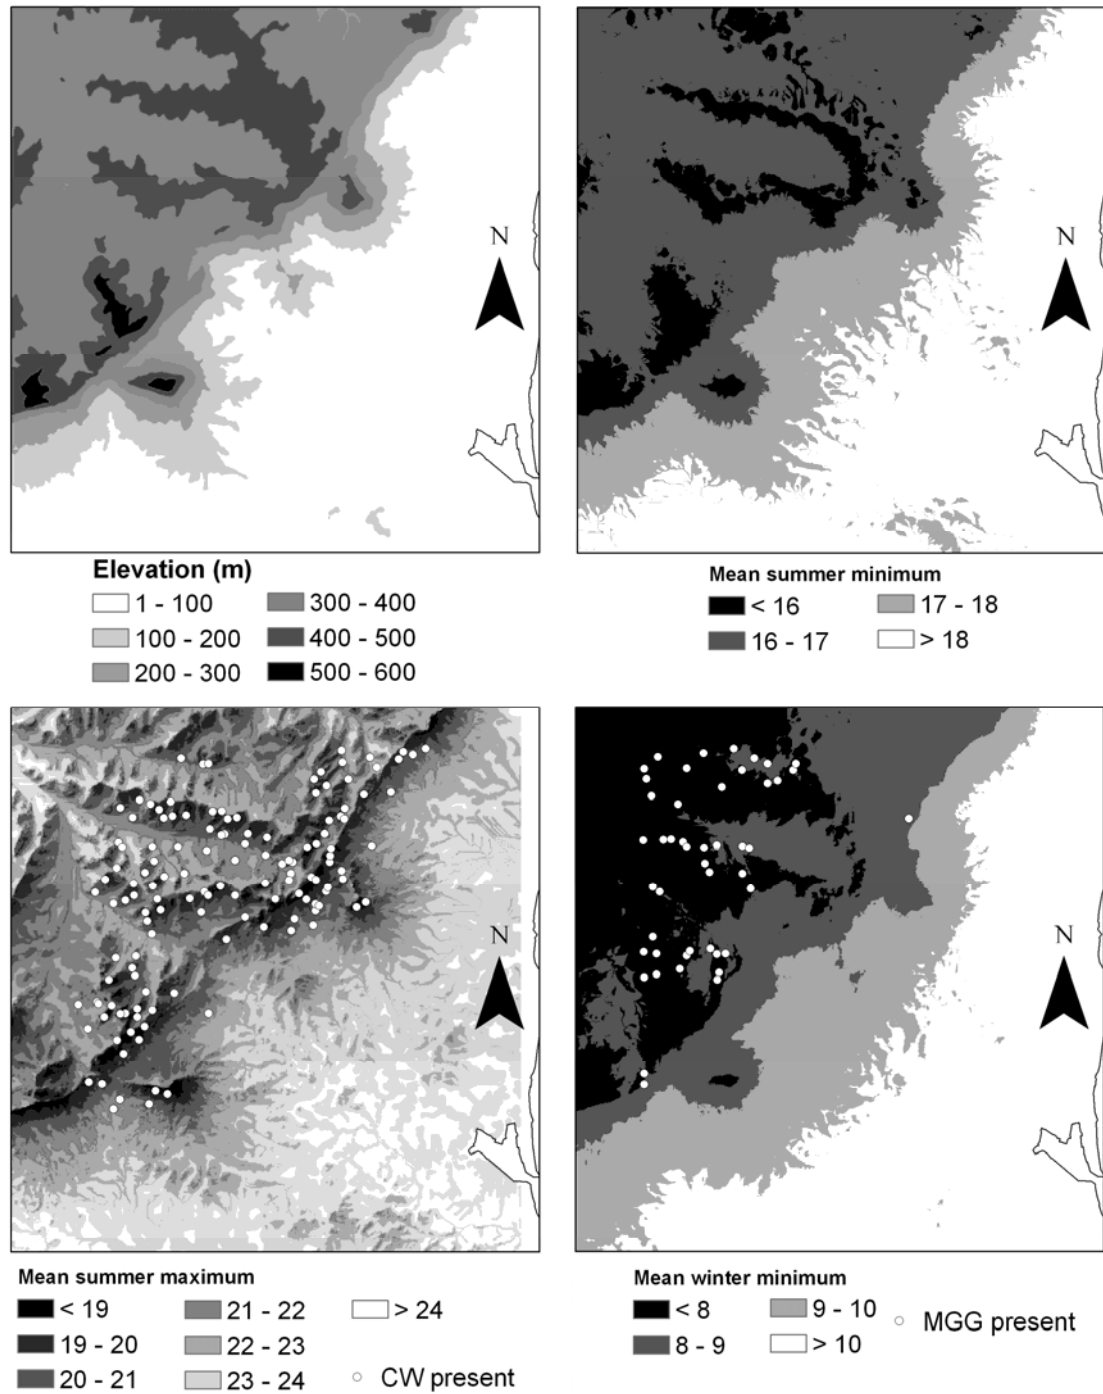 N
N
Elevation (m)
1 - 100
300 - 400
100 - 200
400 - 500
200 - 300
500 - 600
Mean summer minimum
< 16
17 - 18
16 - 17
> 18
N
N
Mean summer maximum
< 19
21 - 22
> 24
19 - 20
22 - 23
20 - 21
23 - 24
CW present
Mean winter minimum
< 8
9 - 10
MGG present
8 - 9
> 10